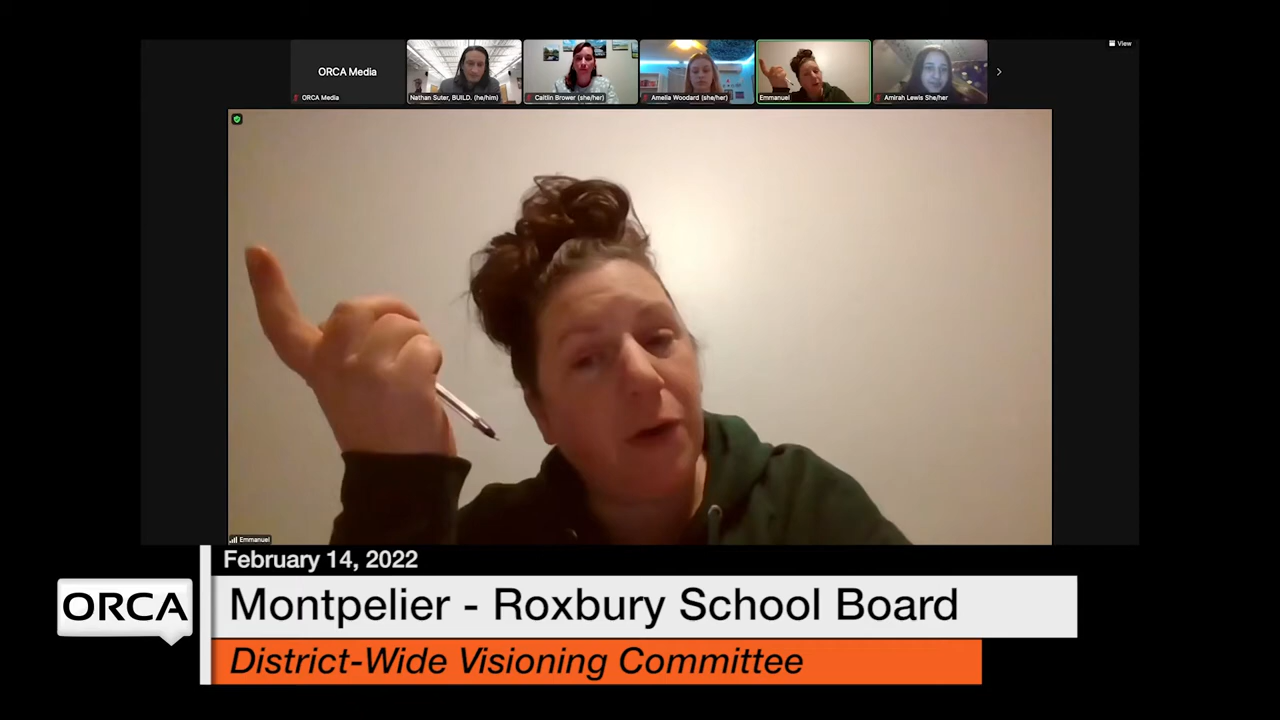 View
ORCA Media
ORCA Media
Nathan Suter, BUILD. (he/him)
Caitlin Brower (she/her)
Amelia Woodard (she/her)
Emmanuel
Amirah Lewis She/her
Emmanuel
February 14, 2022
ORCA
Montpelier - Roxbury School Board
District-Wide Visioning Committee